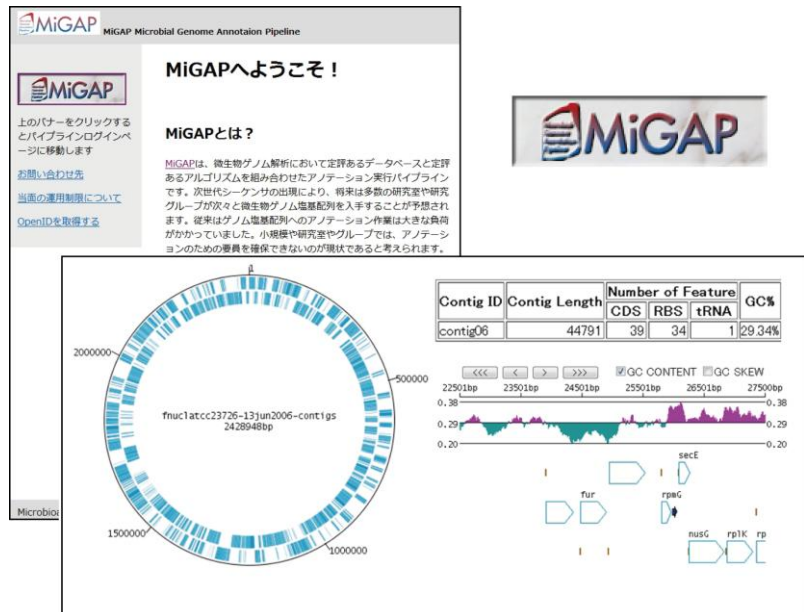 MiGAP MiGAP Microbial Genome Annotaion Pipeline
MiGAP
上のバナーをクリックする
とパイプラインログインペ
ージに移動します
お問い合わせ先
当面の運用制限について
OpenIDを取得する
MiGAPへようこそ！
MiGAPとは？
MiGAPは、微生物ゲノム解析において定評あるデータベースと定評
あるアルゴリズムを組み合わせたアノテーション実行パイプライン
です。次世代シーケンサの出現により、将来は多数の研究室や研究
グループが次々と微生物ゲノム塩基配列を入手することが予想され
ます。従来はゲノム塩基配列へのアノテーション作業は大きな負荷
がかかっていました。小規模や研究室やグループでは、アノテーシ
ョンのための要員を確保できないのが現状であると考えられます。
MiGAP
Microbio
1
500000
1000000
1500000
2000000
fnuclatcc23726-13jun2006-contigs
2428948bp
Contig ID Contig Length Number of Feature GC%
CDS RBS tRNA
contig06 44791 39 34 1 29.34%
<<< < > >>> GC CONTENT GC SKEW
22501bp 23501bp 24501bp 25501bp 26501bp 27500bp
0.38 0.38
0.29 0.29
0.20 0.20
secE
fur rpmG
nusG rplK rp